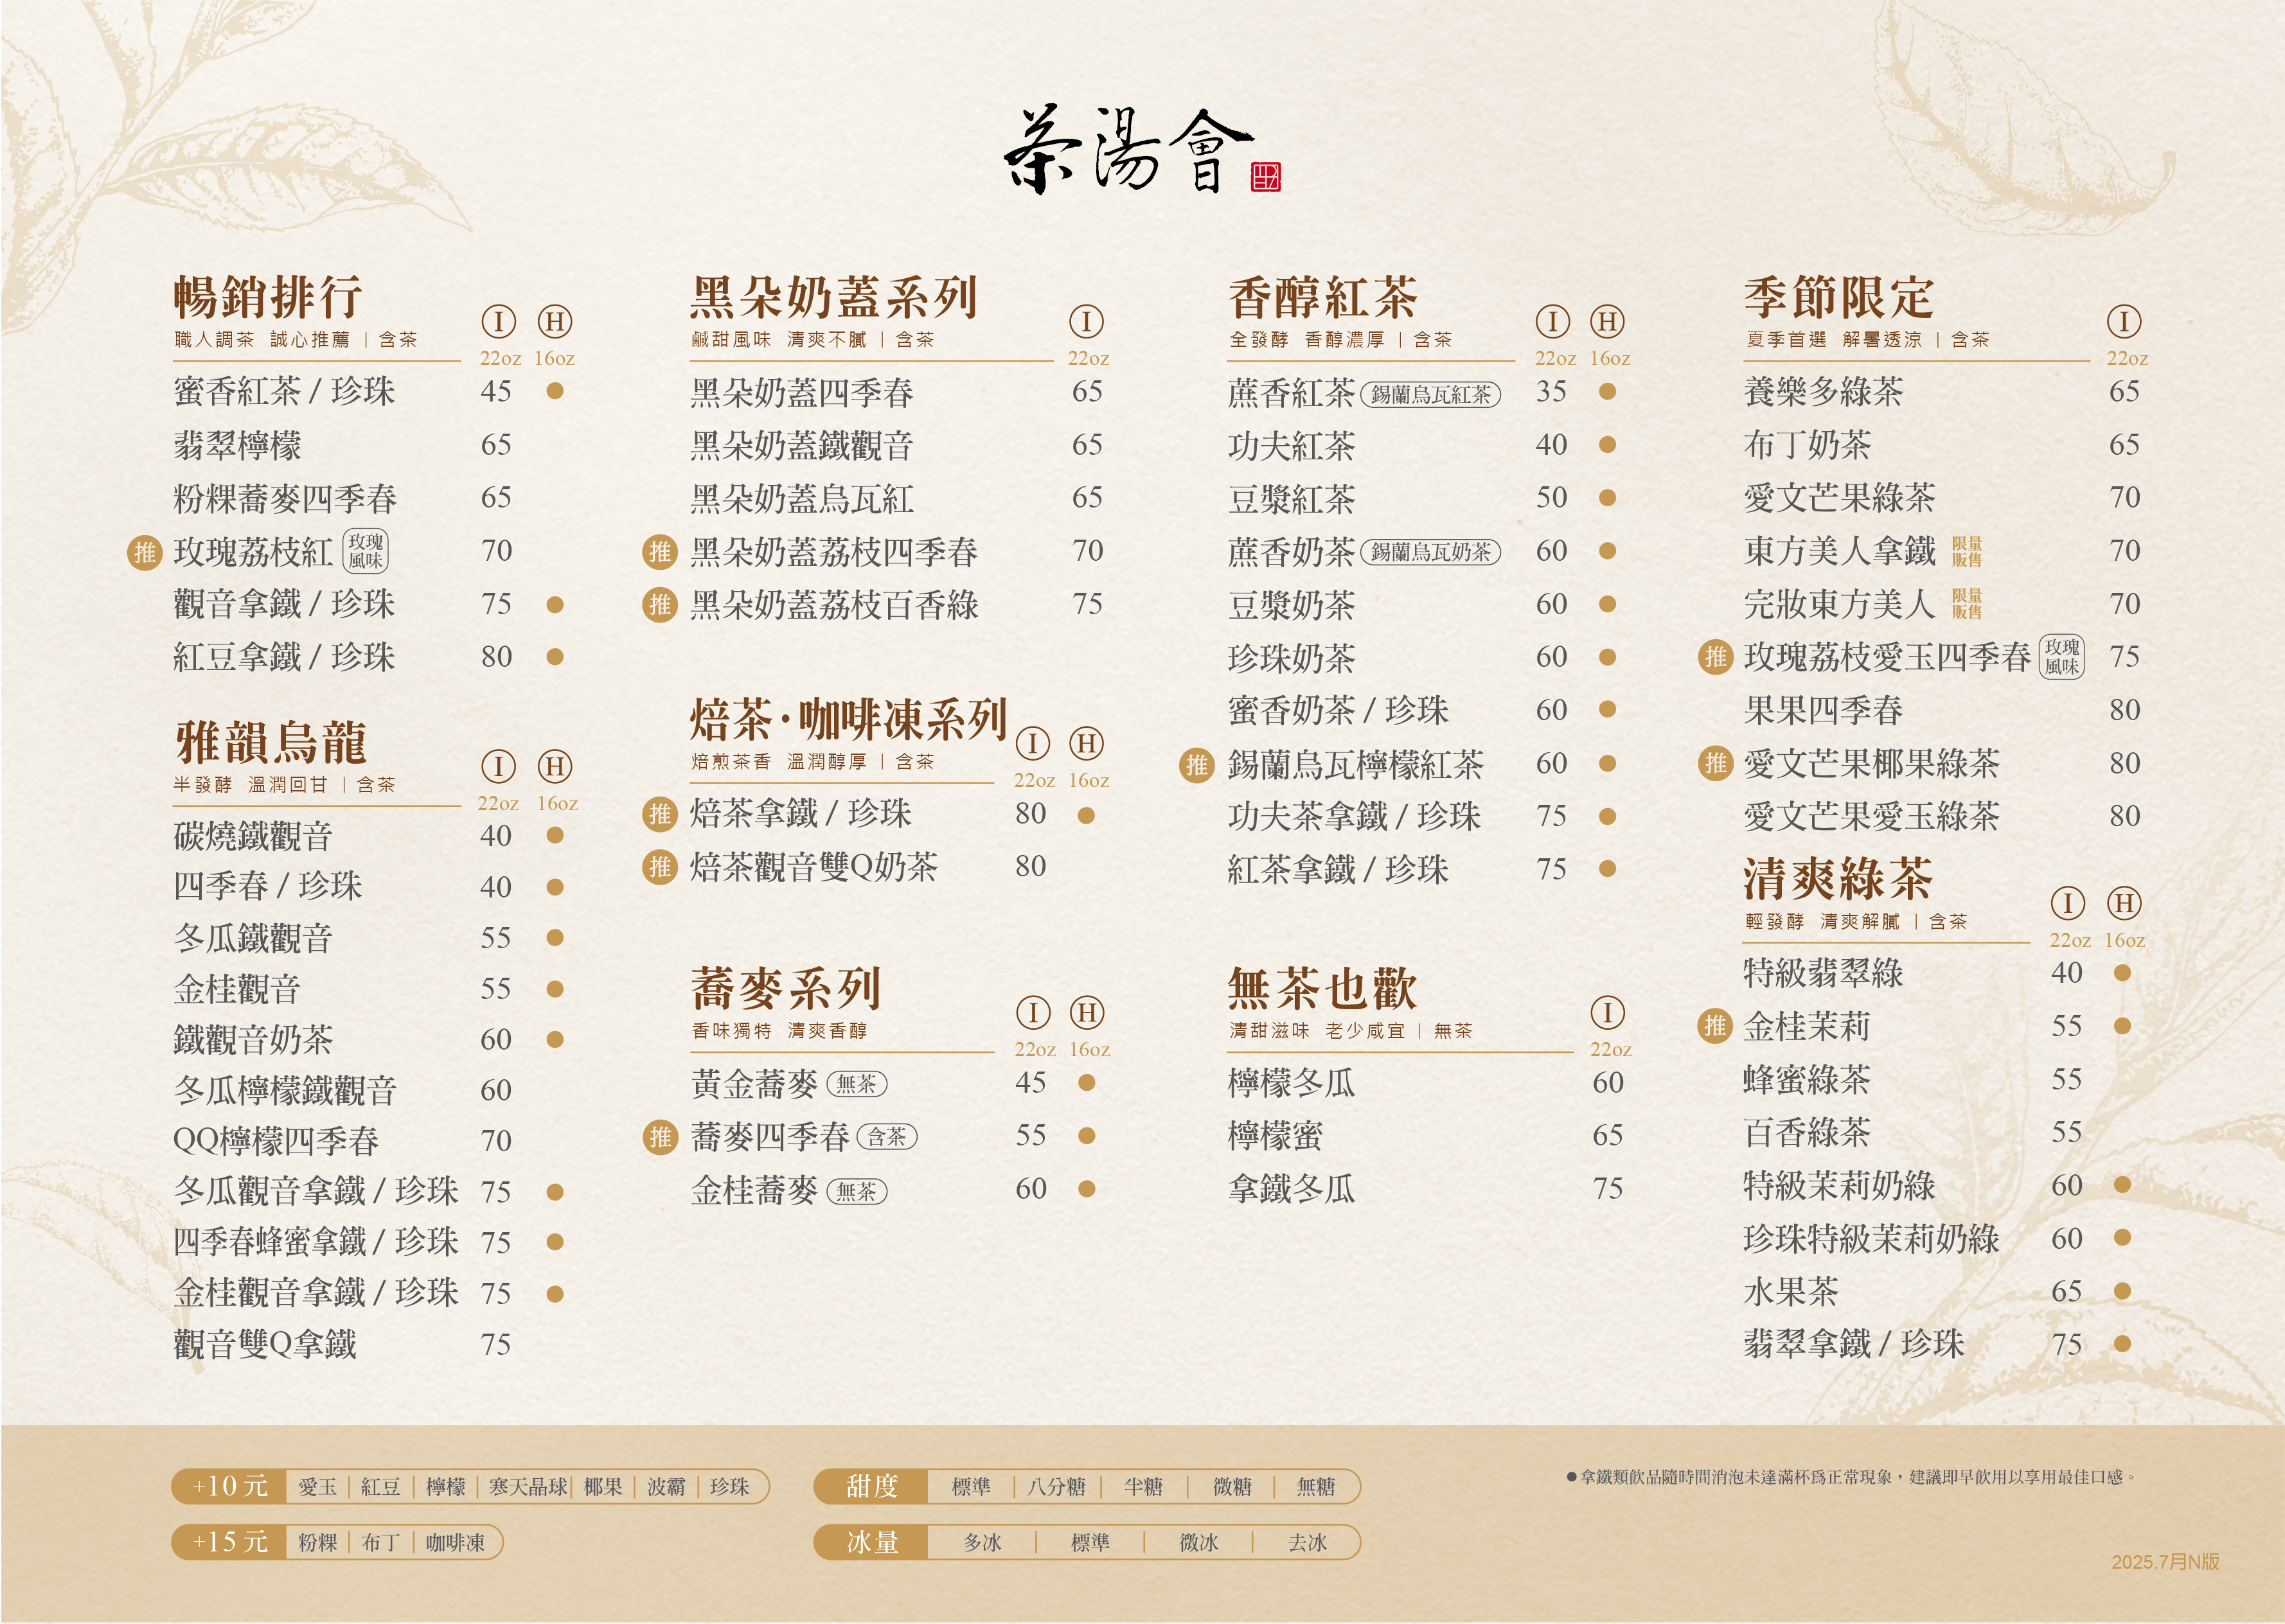 茶湯會
暢銷排行
職人調茶 誠心推薦 | 含茶
Ⓘ Ⓗ
22oz 16oz
蜜香紅茶 / 珍珠 45 ●
翡翠檸檬 65
粉粿蕎麥四季春 65
推 玫瑰荔枝紅 玫瑰風味 70
觀音拿鐵 / 珍珠 75 ●
紅豆拿鐵 / 珍珠 80 ●
雅韻烏龍
半發酵 溫潤回甘 | 含茶
Ⓘ Ⓗ
22oz 16oz
碳燒鐵觀音 40 ●
四季春 / 珍珠 40 ●
冬瓜鐵觀音 55 ●
金桂觀音 55 ●
鐵觀音奶茶 60 ●
冬瓜檸檬鐵觀音 60
QQ檸檬四季春 70
冬瓜觀音拿鐵 / 珍珠 75 ●
四季春蜂蜜拿鐵 / 珍珠 75 ●
金桂觀音拿鐵 / 珍珠 75 ●
觀音雙Q拿鐵 75
黑朵奶蓋系列
鹹甜風味 清爽不膩 | 含茶
Ⓘ
22oz
黑朵奶蓋四季春 65
黑朵奶蓋鐵觀音 65
黑朵奶蓋烏瓦紅 65
推 黑朵奶蓋荔枝四季春 70
推 黑朵奶蓋荔枝百香綠 75
焙茶·咖啡凍系列
焙煎茶香 溫潤醇厚 | 含茶
Ⓘ Ⓗ
22oz 16oz
推 焙茶拿鐵 / 珍珠 80 ●
推 焙茶觀音雙Q奶茶 80
蕎麥系列
香味獨特 清爽香醇
Ⓘ Ⓗ
22oz 16oz
黃金蕎麥 無茶 45 ●
推 蕎麥四季春 含茶 55 ●
金桂蕎麥 無茶 60 ●
香醇紅茶
全發酵 香醇濃厚 | 含茶
Ⓘ Ⓗ
22oz 16oz
蔗香紅茶 錫蘭烏瓦紅茶 35 ●
功夫紅茶 40 ●
豆漿紅茶 50 ●
蔗香奶茶 錫蘭烏瓦奶茶 60 ●
豆漿奶茶 60 ●
珍珠奶茶 60 ●
蜜香奶茶 / 珍珠 60 ●
推 錫蘭烏瓦檸檬紅茶 60 ●
功夫茶拿鐵 / 珍珠 75 ●
紅茶拿鐵 / 珍珠 75 ●
無茶也歡
清甜滋味 老少咸宜 | 無茶
Ⓘ
22oz
檸檬冬瓜 60
檸檬蜜 65
拿鐵冬瓜 75
季節限定
夏季首選 解暑透涼 | 含茶
Ⓘ
22oz
養樂多綠茶 65
布丁奶茶 65
愛文芒果綠茶 70
東方美人拿鐵 限量販售 70
完妝東方美人 限量販售 70
推 玫瑰荔枝愛玉四季春 玫瑰風味 75
果果四季春 80
推 愛文芒果椰果綠茶 80
愛文芒果愛玉綠茶 80
清爽綠茶
輕發酵 清爽解膩 | 含茶
Ⓘ Ⓗ
22oz 16oz
特級翡翠綠 40 ●
推 金桂茉莉 55 ●
蜂蜜綠茶 55
百香綠茶 55
特級茉莉奶綠 60 ●
珍珠特級茉莉奶綠 60 ●
水果茶 65 ●
翡翠拿鐵 / 珍珠 75 ●
+10 元 愛玉 | 紅豆 | 檸檬 | 寒天晶球 | 椰果 | 波霸 | 珍珠
+15 元 粉粿 | 布丁 | 咖啡凍
甜度 標準 | 八分糖 | 半糖 | 微糖 | 無糖
冰量 多冰 | 標準 | 微冰 | 去冰
●拿鐵類飲品隨時間消泡未達滿杯為正常現象，建議即早飲用以享用最佳口感。
2025.7月N版